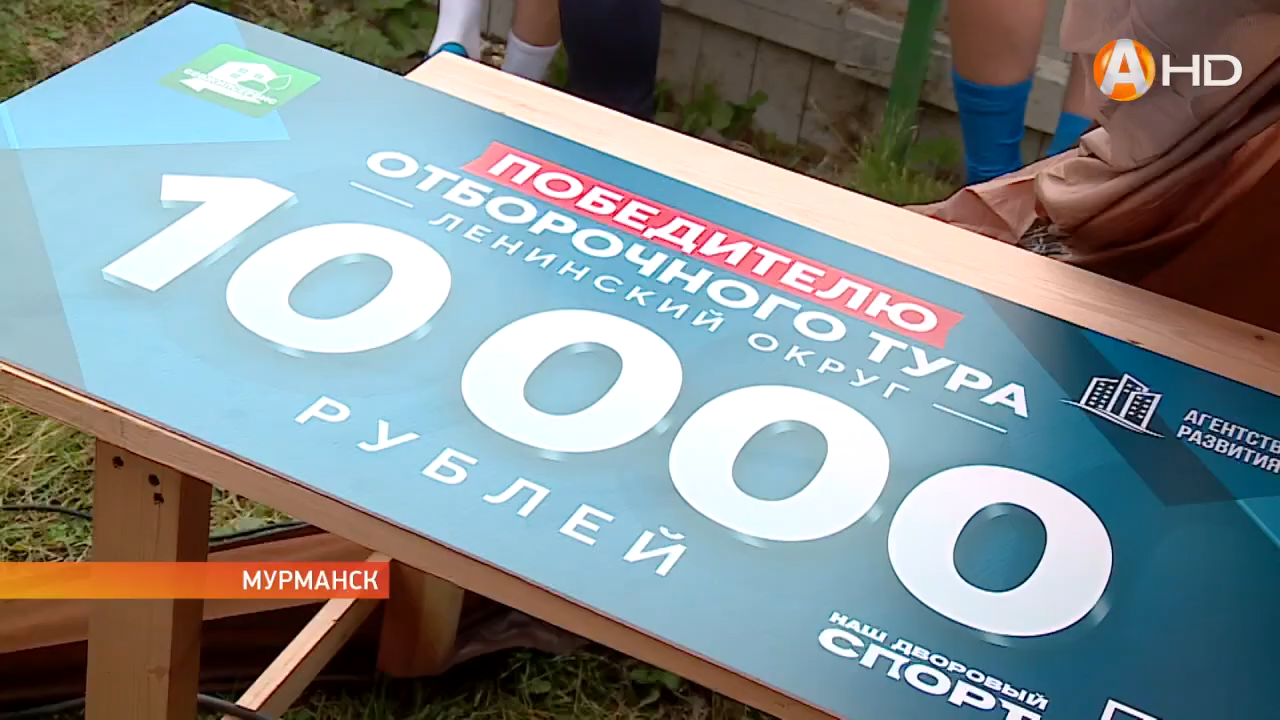 А HD
ПОБЕДИТЕЛЮ
ОТБОРОЧНОГО ТУРА
ЛЕНИНСКИЙ ОКРУГ
10 000
РУБЛЕЙ
АГЕНТСТВ
РАЗВИТИЯ
НАШ ДВОРОВЫЙ
СПОРТ
МУРМАНСК